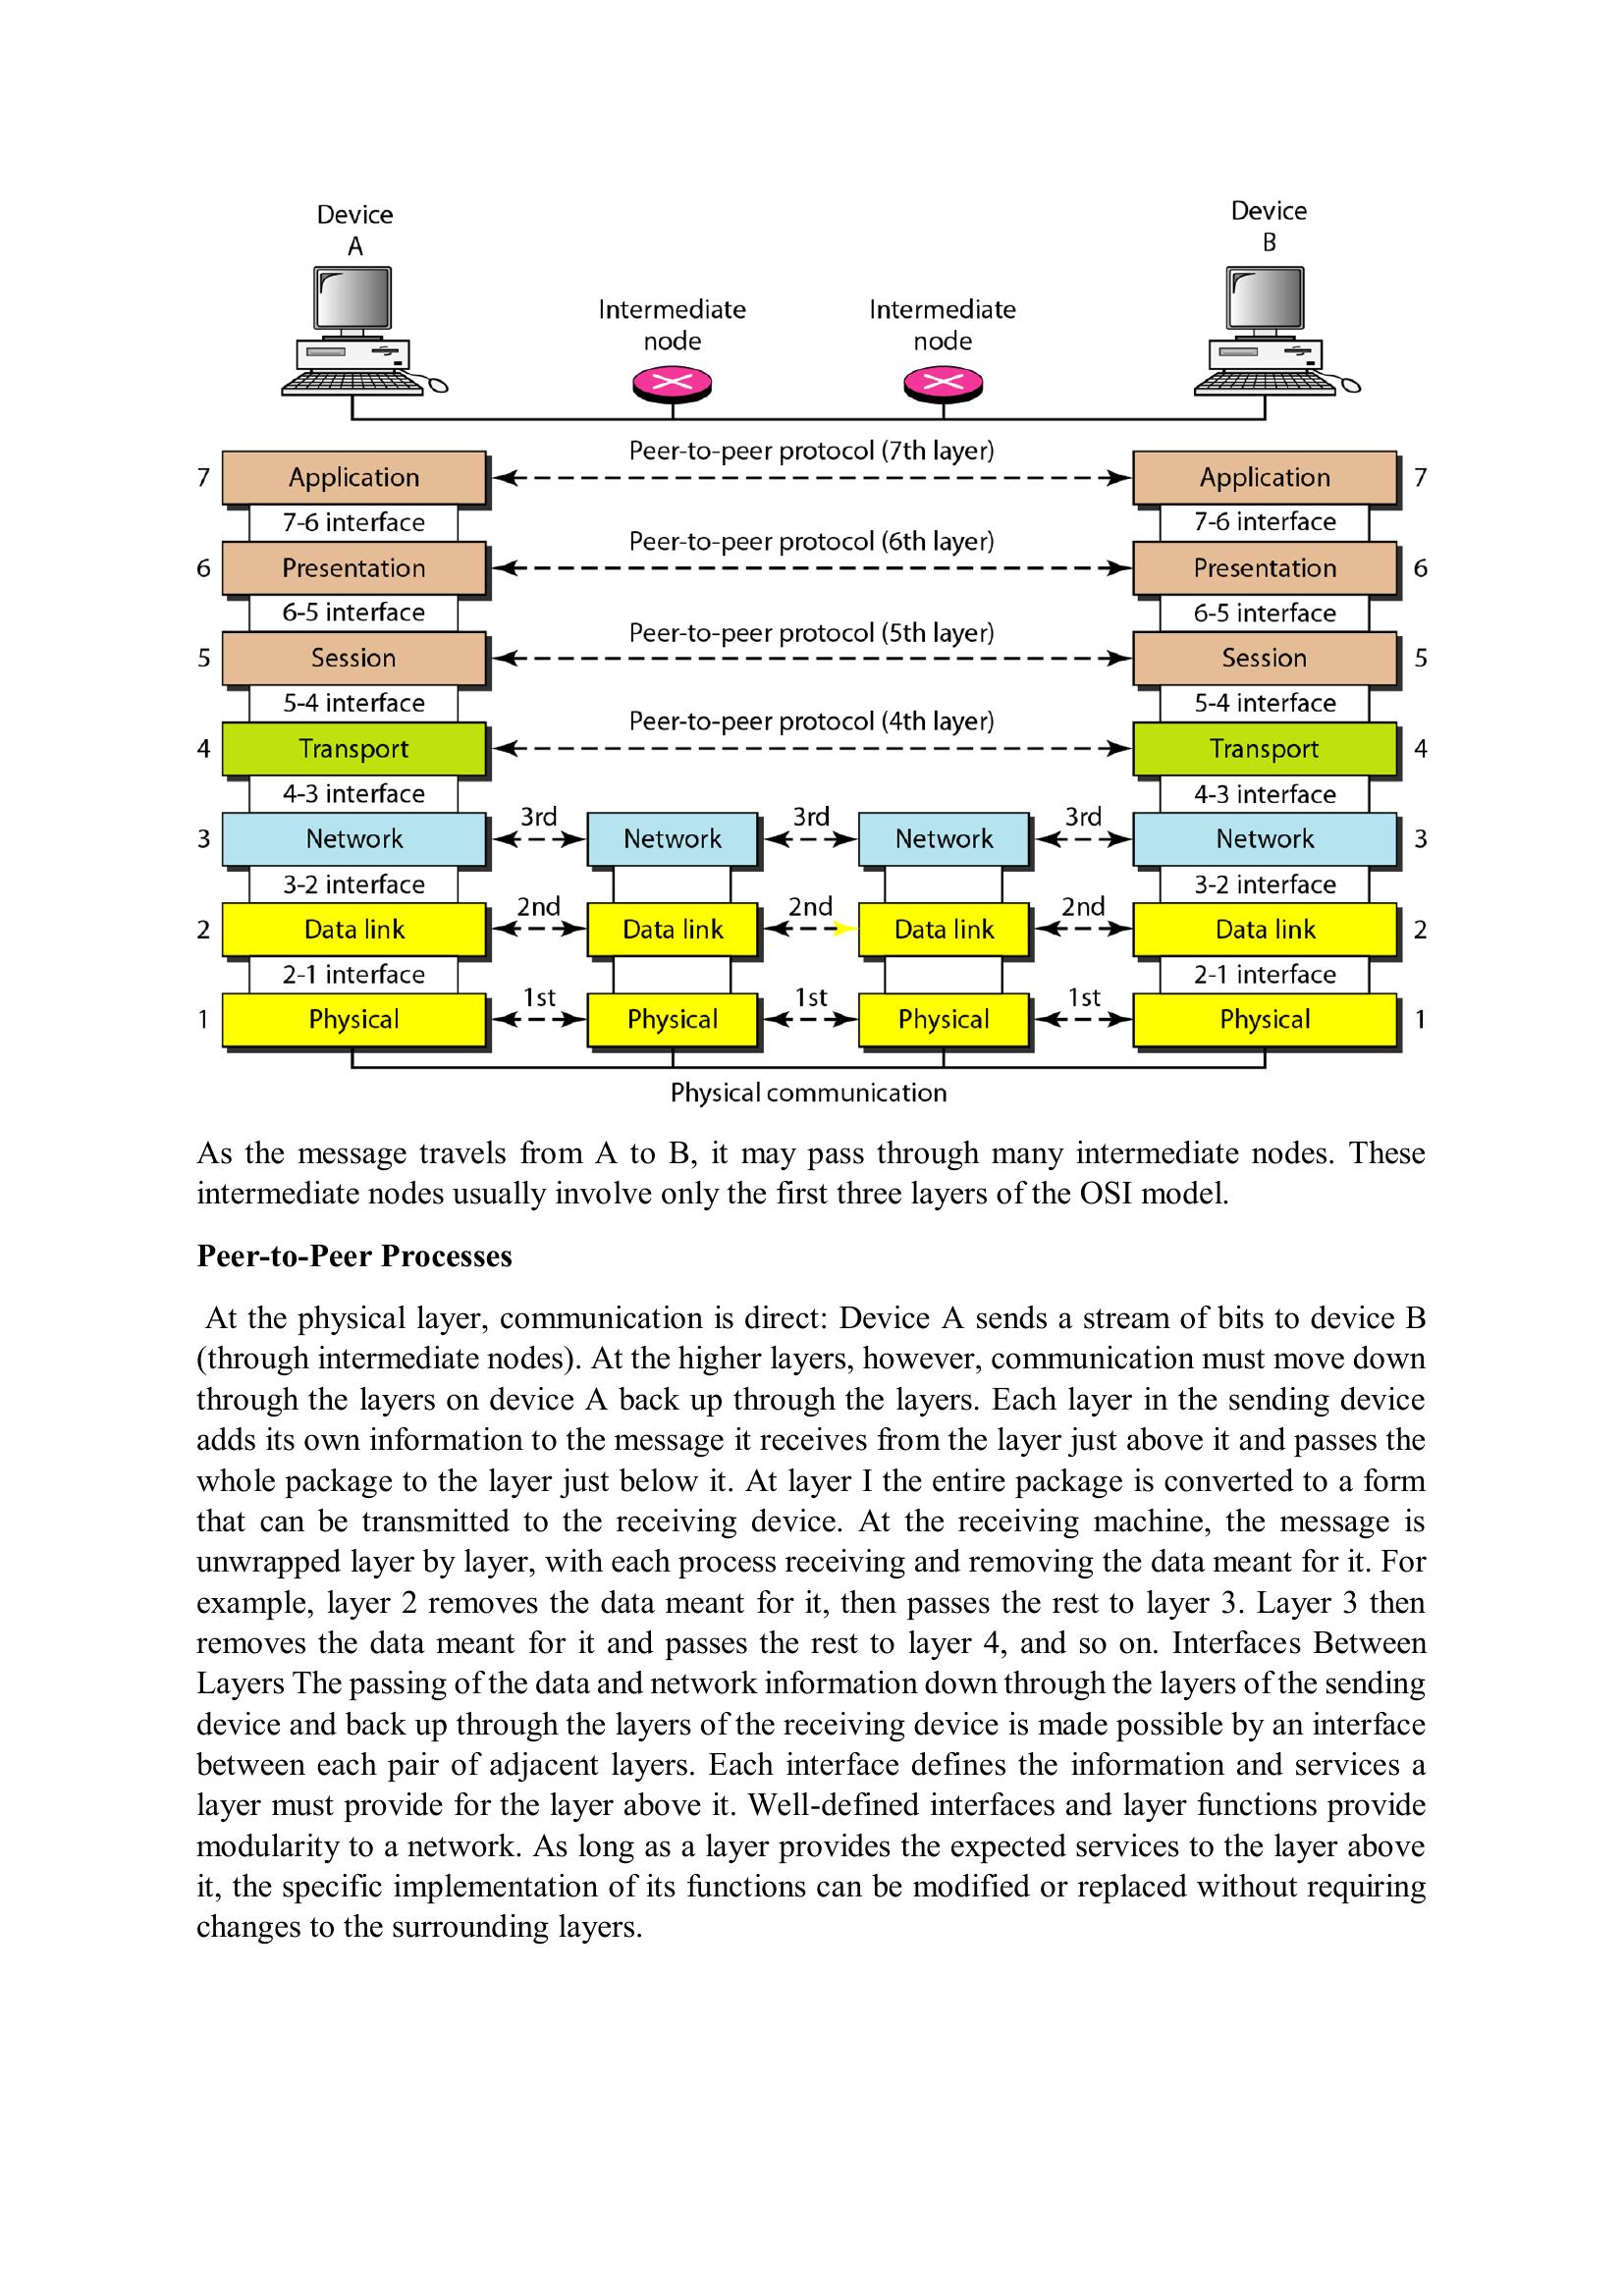 Device
A
Device
B
Intermediate
node
Intermediate
node
Peer-to-peer protocol (7th layer)
7 Application Application 7
7-6 interface 7-6 interface
Peer-to-peer protocol (6th layer)
6 Presentation Presentation 6
6-5 interface 6-5 interface
Peer-to-peer protocol (5th layer)
5 Session Session 5
5-4 interface 5-4 interface
Peer-to-peer protocol (4th layer)
4 Transport Transport 4
4-3 interface 4-3 interface
3rd 3rd 3rd
3 Network Network Network Network 3
3-2 interface 3-2 interface
2nd 2nd 2nd
2 Data link Data link Data link Data link 2
2-1 interface 2-1 interface
1st 1st 1st
1 Physical Physical Physical Physical 1
Physical communication
As the message travels from A to B, it may pass through many intermediate nodes. These
intermediate nodes usually involve only the first three layers of the OSI model.
Peer-to-Peer Processes
At the physical layer, communication is direct: Device A sends a stream of bits to device B
(through intermediate nodes). At the higher layers, however, communication must move down
through the layers on device A back up through the layers. Each layer in the sending device
adds its own information to the message it receives from the layer just above it and passes the
whole package to the layer just below it. At layer I the entire package is converted to a form
that can be transmitted to the receiving device. At the receiving machine, the message is
unwrapped layer by layer, with each process receiving and removing the data meant for it. For
example, layer 2 removes the data meant for it, then passes the rest to layer 3. Layer 3 then
removes the data meant for it and passes the rest to layer 4, and so on. Interfaces Between
Layers The passing of the data and network information down through the layers of the sending
device and back up through the layers of the receiving device is made possible by an interface
between each pair of adjacent layers. Each interface defines the information and services a
layer must provide for the layer above it. Well-defined interfaces and layer functions provide
modularity to a network. As long as a layer provides the expected services to the layer above
it, the specific implementation of its functions can be modified or replaced without requiring
changes to the surrounding layers.